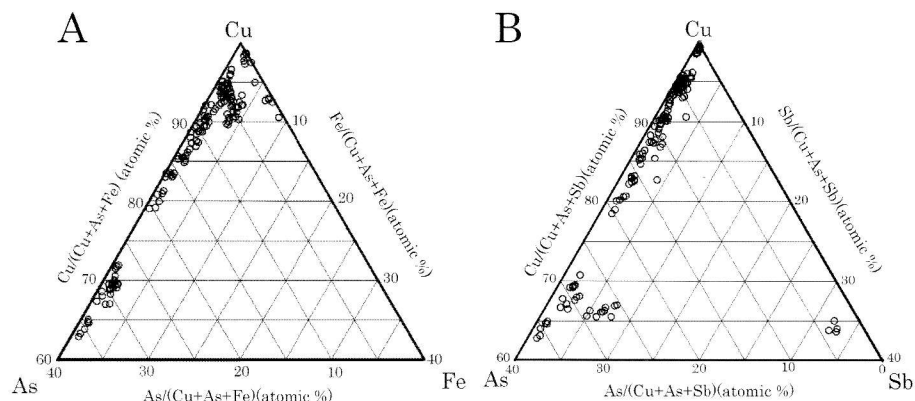 A
Cu
Cu/(Cu+As+Fe) (atomic %)
Fe/(Cu+As+Fe)(atomic %)
90
10
80
20
70
30
60
40
40
30
20
10
As
Fe
As/(Cu+As+Fe)(atomic %)
B
Cu
Cu/(Cu+As+Sb)(atomic %)
Sb/(Cu+As+Sb)(atomic %)
90
10
80
20
70
30
60
40
40
30
20
10
0
As
Sb
As/(Cu+As+Sb)(atomic %)